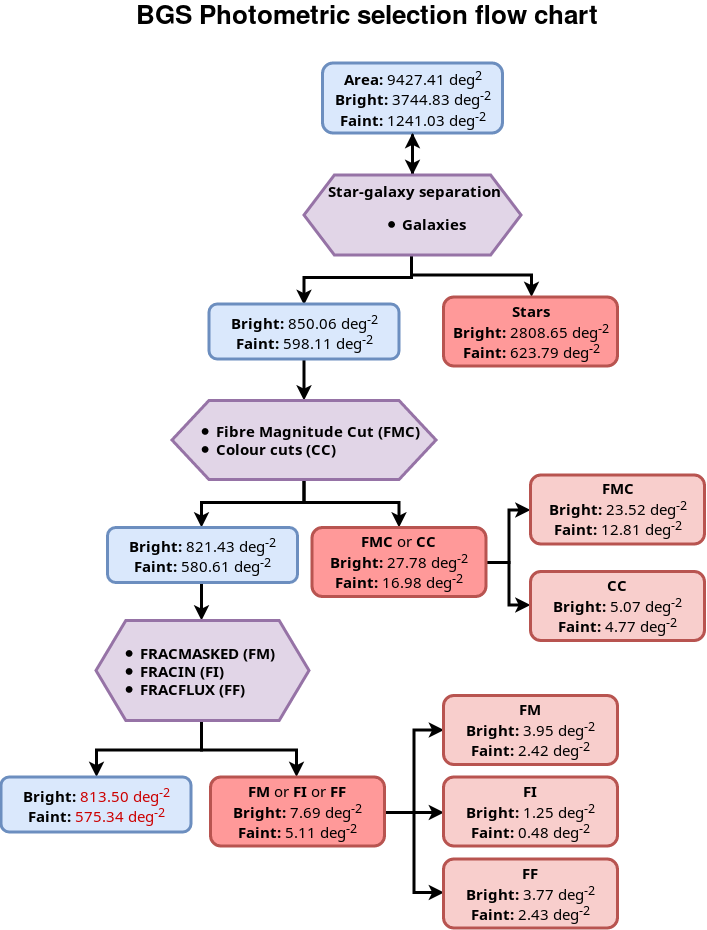 BGS Photometric selection flow chart
Area: 9427.41 deg²
Bright: 3744.83 deg⁻²
Faint: 1241.03 deg⁻²
Star-galaxy separation
• Galaxies
Bright: 850.06 deg⁻²
Faint: 598.11 deg⁻²
Stars
Bright: 2808.65 deg⁻²
Faint: 623.79 deg⁻²
• Fibre Magnitude Cut (FMC)
• Colour cuts (CC)
Bright: 821.43 deg⁻²
Faint: 580.61 deg⁻²
FMC or CC
Bright: 27.78 deg⁻²
Faint: 16.98 deg⁻²
FMC
Bright: 23.52 deg⁻²
Faint: 12.81 deg⁻²
CC
Bright: 5.07 deg⁻²
Faint: 4.77 deg⁻²
• FRACMASKED (FM)
• FRACIN (FI)
• FRACFLUX (FF)
Bright: 813.50 deg⁻²
Faint: 575.34 deg⁻²
FM or FI or FF
Bright: 7.69 deg⁻²
Faint: 5.11 deg⁻²
FM
Bright: 3.95 deg⁻²
Faint: 2.42 deg⁻²
FI
Bright: 1.25 deg⁻²
Faint: 0.48 deg⁻²
FF
Bright: 3.77 deg⁻²
Faint: 2.43 deg⁻²